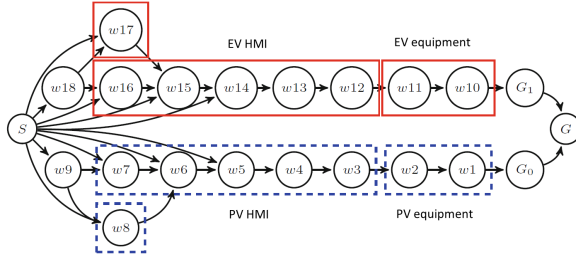 w17
EV HMI
EV equipment
w18 w16 w15 w14 w13 w12 w11 w10 G1
S G
w9 w7 w6 w5 w4 w3 w2 w1 G0
w8
PV HMI
PV equipment